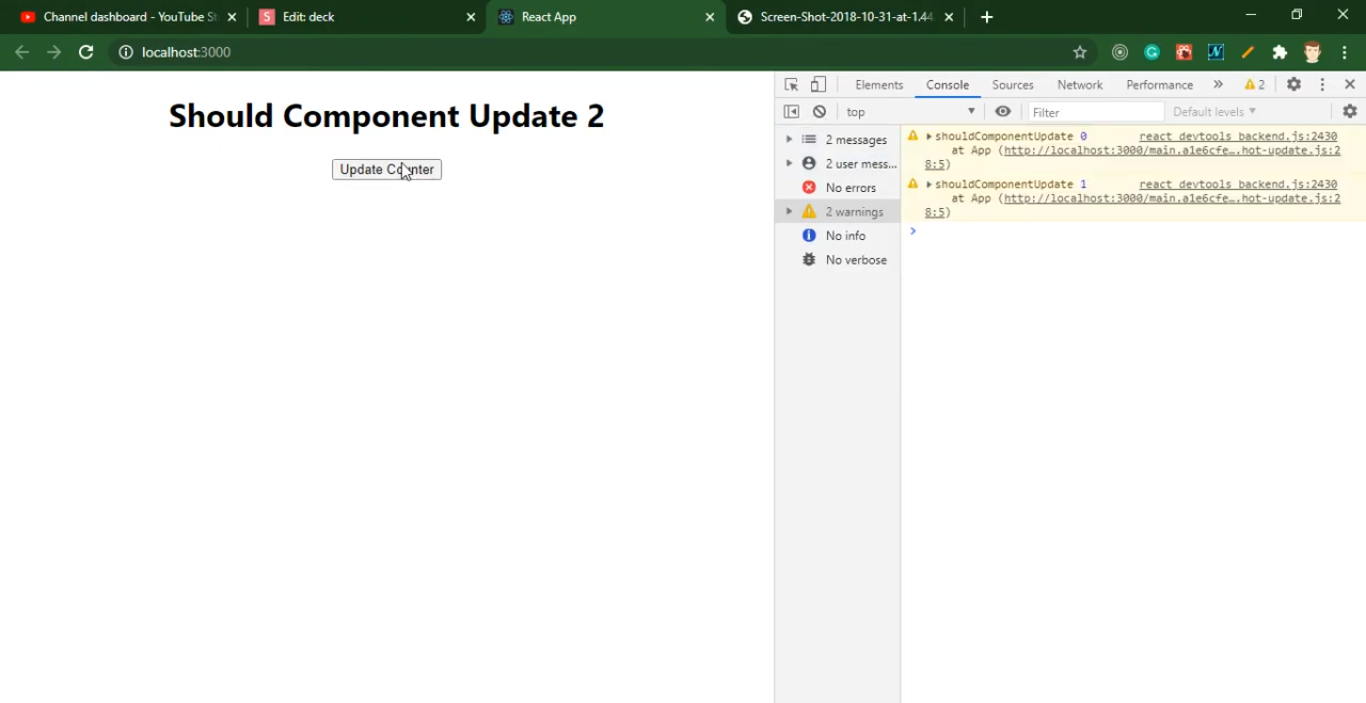 Channel dashboard - YouTube St
Edit: deck
React App
Screen-Shot-2018-10-31-at-1.44.
localhost:3000
Should Component Update 2
Update Counter
Elements
Console
Sources
Network
Performance
»
2
top
Filter
Default levels
2 messages
2 user mess...
No errors
2 warnings
No info
No verbose
shouldComponentUpdate 0 react_devtools_backend.js:2430
at App (http://localhost:3000/main.a1e6cfe….hot-update.js:2
8:5)
shouldComponentUpdate 1 react_devtools_backend.js:2430
at App (http://localhost:3000/main.a1e6cfe….hot-update.js:2
8:5)